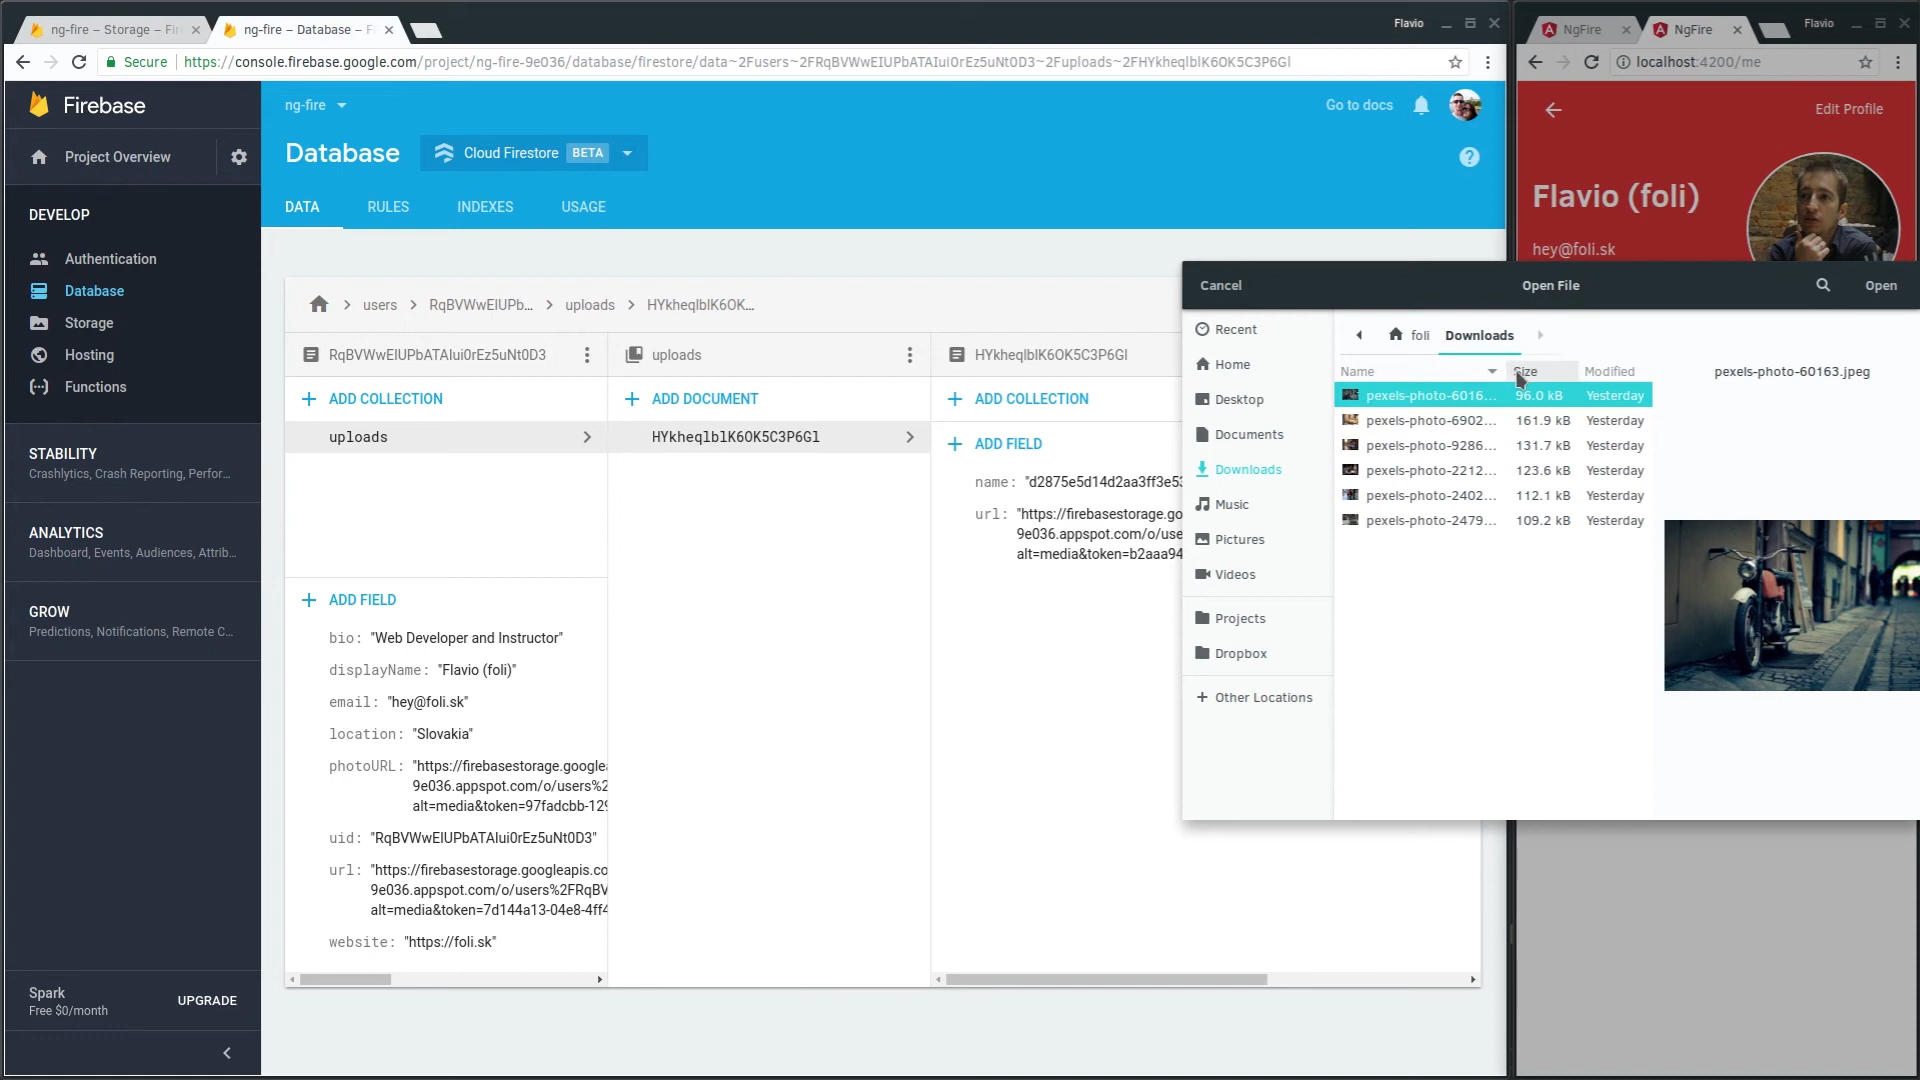 ng-fire – Storage – Fi
ng-fire – Database – F
Flavio
NgFire
NgFire
Flavio
Secure
https://console.firebase.google.com/project/ng-fire-9e036/database/firestore/data~2Fusers~2FRqBVWwEIUPbATAIui0rEz5uNt0D3~2Fuploads~2FHYkheqlblK6OK5C3P6Gl
localhost:4200/me
Firebase
ng-fire
Go to docs
Edit Profile
Project Overview
Database
Cloud Firestore
BETA
?
Flavio (foli)
hey@foli.sk
DATA
RULES
INDEXES
USAGE
DEVELOP
Authentication
Database
Storage
Hosting
Functions
STABILITY
Crashlytics, Crash Reporting, Perfor...
ANALYTICS
Dashboard, Events, Audiences, Attrib...
GROW
Predictions, Notifications, Remote C...
Spark
Free $0/month
UPGRADE
users
RqBVWwEIUPb...
uploads
HYkheqlblK6OK...
RqBVWwEIUPbATAIui0rEz5uNt0D3
uploads
HYkheqlblK6OK5C3P6Gl
ADD COLLECTION
ADD DOCUMENT
ADD COLLECTION
uploads
HYkheqlblK6OK5C3P6Gl
ADD FIELD
name: "d2875e5d14d2aa3ff3e53
url: "https://firebasestorage.go
9e036.appspot.com/o/use
alt=media&token=b2aaa94
ADD FIELD
bio: "Web Developer and Instructor"
displayName: "Flavio (foli)"
email: "hey@foli.sk"
location: "Slovakia"
photoURL: "https://firebasestorage.googlea
9e036.appspot.com/o/users%2
alt=media&token=97fadcbb-129
uid: "RqBVWwEIUPbATAIui0rEz5uNt0D3"
url: "https://firebasestorage.googleapis.co
9e036.appspot.com/o/users%2FRqBV
alt=media&token=7d144a13-04e8-4ff4
website: "https://foli.sk"
Cancel
Open File
Open
Recent
Home
Desktop
Documents
Downloads
Music
Pictures
Videos
Projects
Dropbox
Other Locations
foli
Downloads
Name
Size
Modified
pexels-photo-6016... 96.0 kB Yesterday
pexels-photo-6902... 161.9 kB Yesterday
pexels-photo-9286... 131.7 kB Yesterday
pexels-photo-2212... 123.6 kB Yesterday
pexels-photo-2402... 112.1 kB Yesterday
pexels-photo-2479... 109.2 kB Yesterday
pexels-photo-60163.jpeg